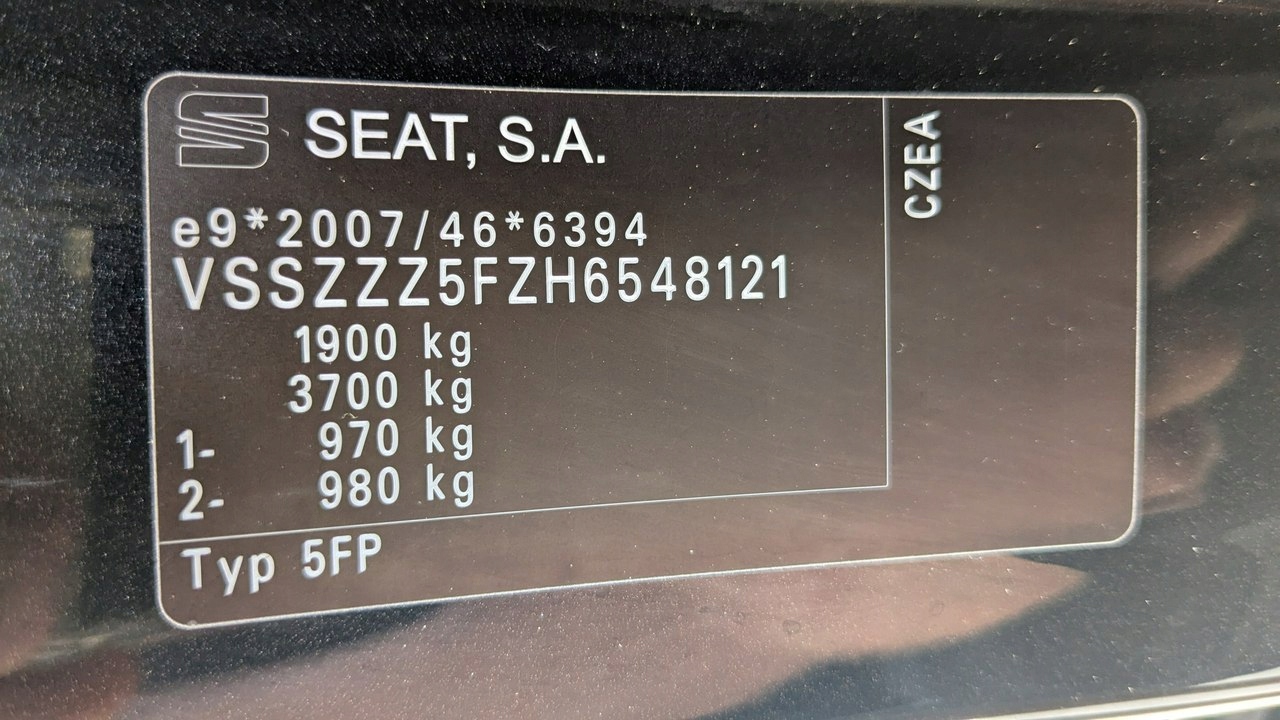 SEAT, S.A.
e9*2007/46*6394
VSSZZZ5FZH6548121
1900 kg
3700 kg
1- 970 kg
2- 980 kg
Typ 5FP
CZEA